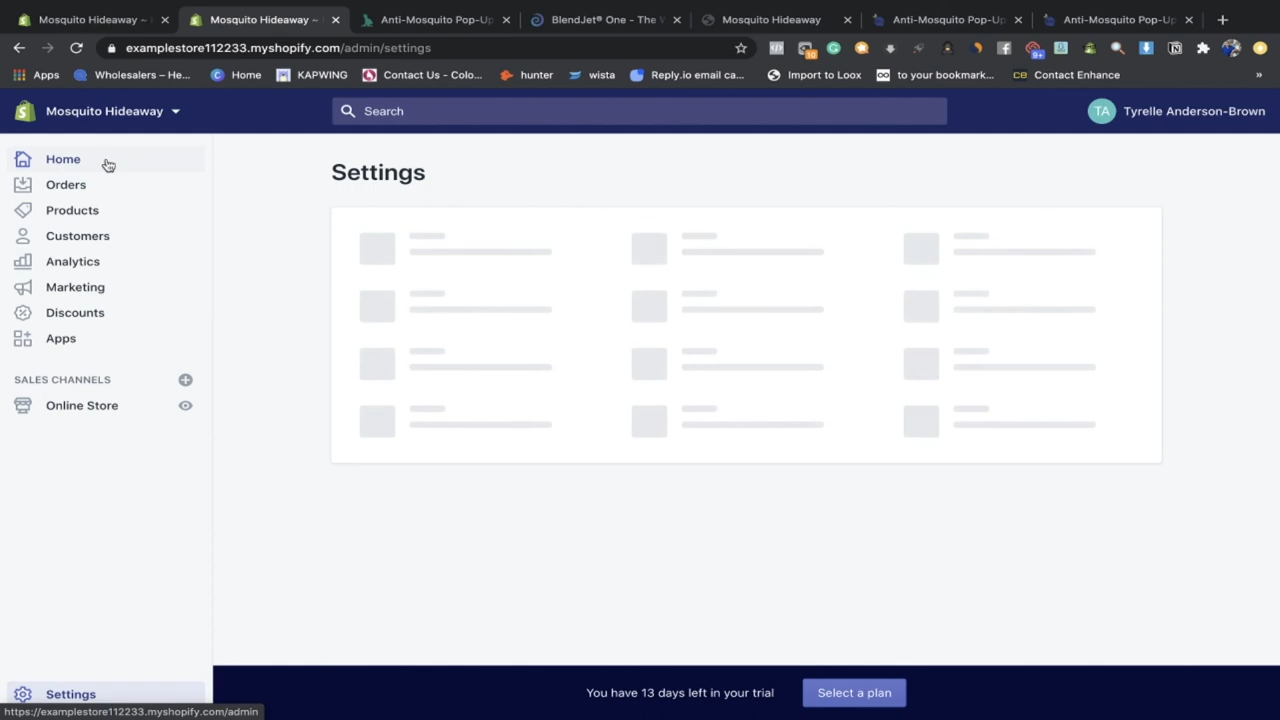 Mosquito Hideaway ~
Mosquito Hideaway ~
Anti-Mosquito Pop-Up
BlendJet® One - The V
Mosquito Hideaway
Anti-Mosquito Pop-Up
Anti-Mosquito Pop-Up
examplestore112233.myshopify.com/admin/settings
30
9+
Apps
Wholesalers – He...
Home
KAPWING
Contact Us - Colo...
hunter
wista
Reply.io email ca...
Import to Loox
to your bookmark...
CB Contact Enhance
»
Mosquito Hideaway
Search
TA
Tyrelle Anderson-Brown
Home
Orders
Products
Customers
Analytics
Marketing
Discounts
Apps
SALES CHANNELS
Online Store
Settings
Settings
You have 13 days left in your trial
Select a plan
https://examplestore112233.myshopify.com/admin